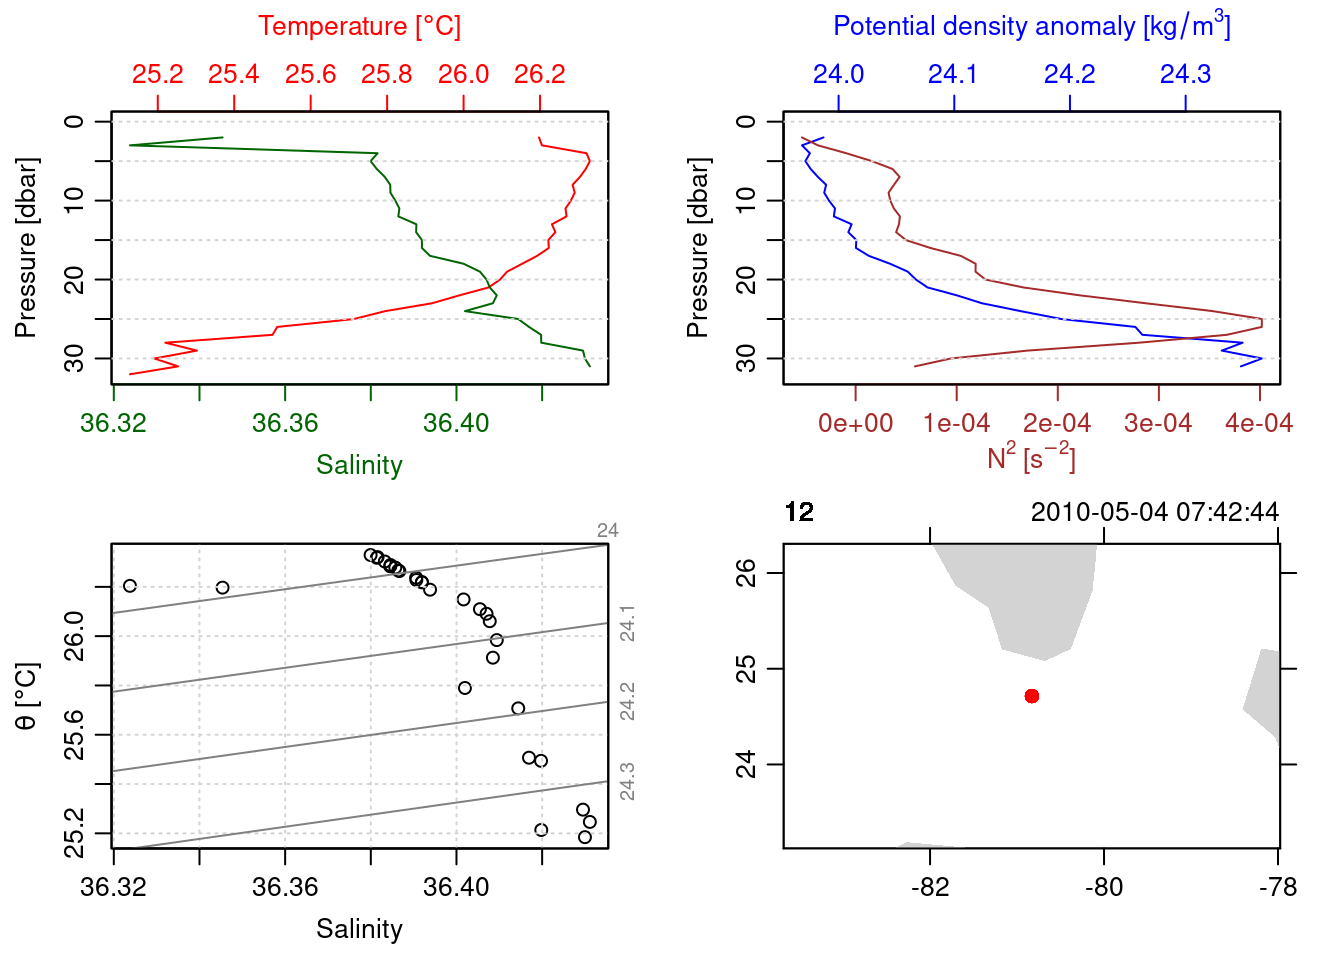 Temperature [°C]
25.2 25.4 25.6 25.8 26.0 26.2
0
10
20
30
Pressure [dbar]
36.32 36.36 36.40
Salinity
Potential density anomaly [kg/m³]
24.0 24.1 24.2 24.3
0
10
20
30
Pressure [dbar]
0e+00 1e-04 2e-04 3e-04 4e-04
N² [s⁻²]
24
24.1
24.2
24.3
26.0
25.6
25.2
θ [°C]
36.32 36.36 36.40
Salinity
12 2010-05-04 07:42:44
26
25
24
-82 -80 -78